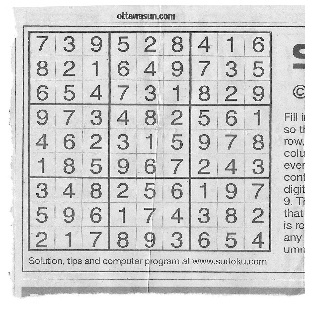 ottawasun.com
7 3 9 5 2 8 4 1 6
8 2 1 6 4 9 7 3 5
6 5 4 7 3 1 8 2 9
9 7 3 4 8 2 5 6 1
4 6 2 3 1 5 9 7 8
1 8 5 9 6 7 2 4 3
3 4 8 2 5 6 1 9 7
5 9 6 1 7 4 3 8 2
2 1 7 8 9 3 6 5 4
Solution, tips and computer program at www.sudoku.com
S
©
Fill i
so th
row,
colu
ever
cont
digit
9. T
that
is re
any